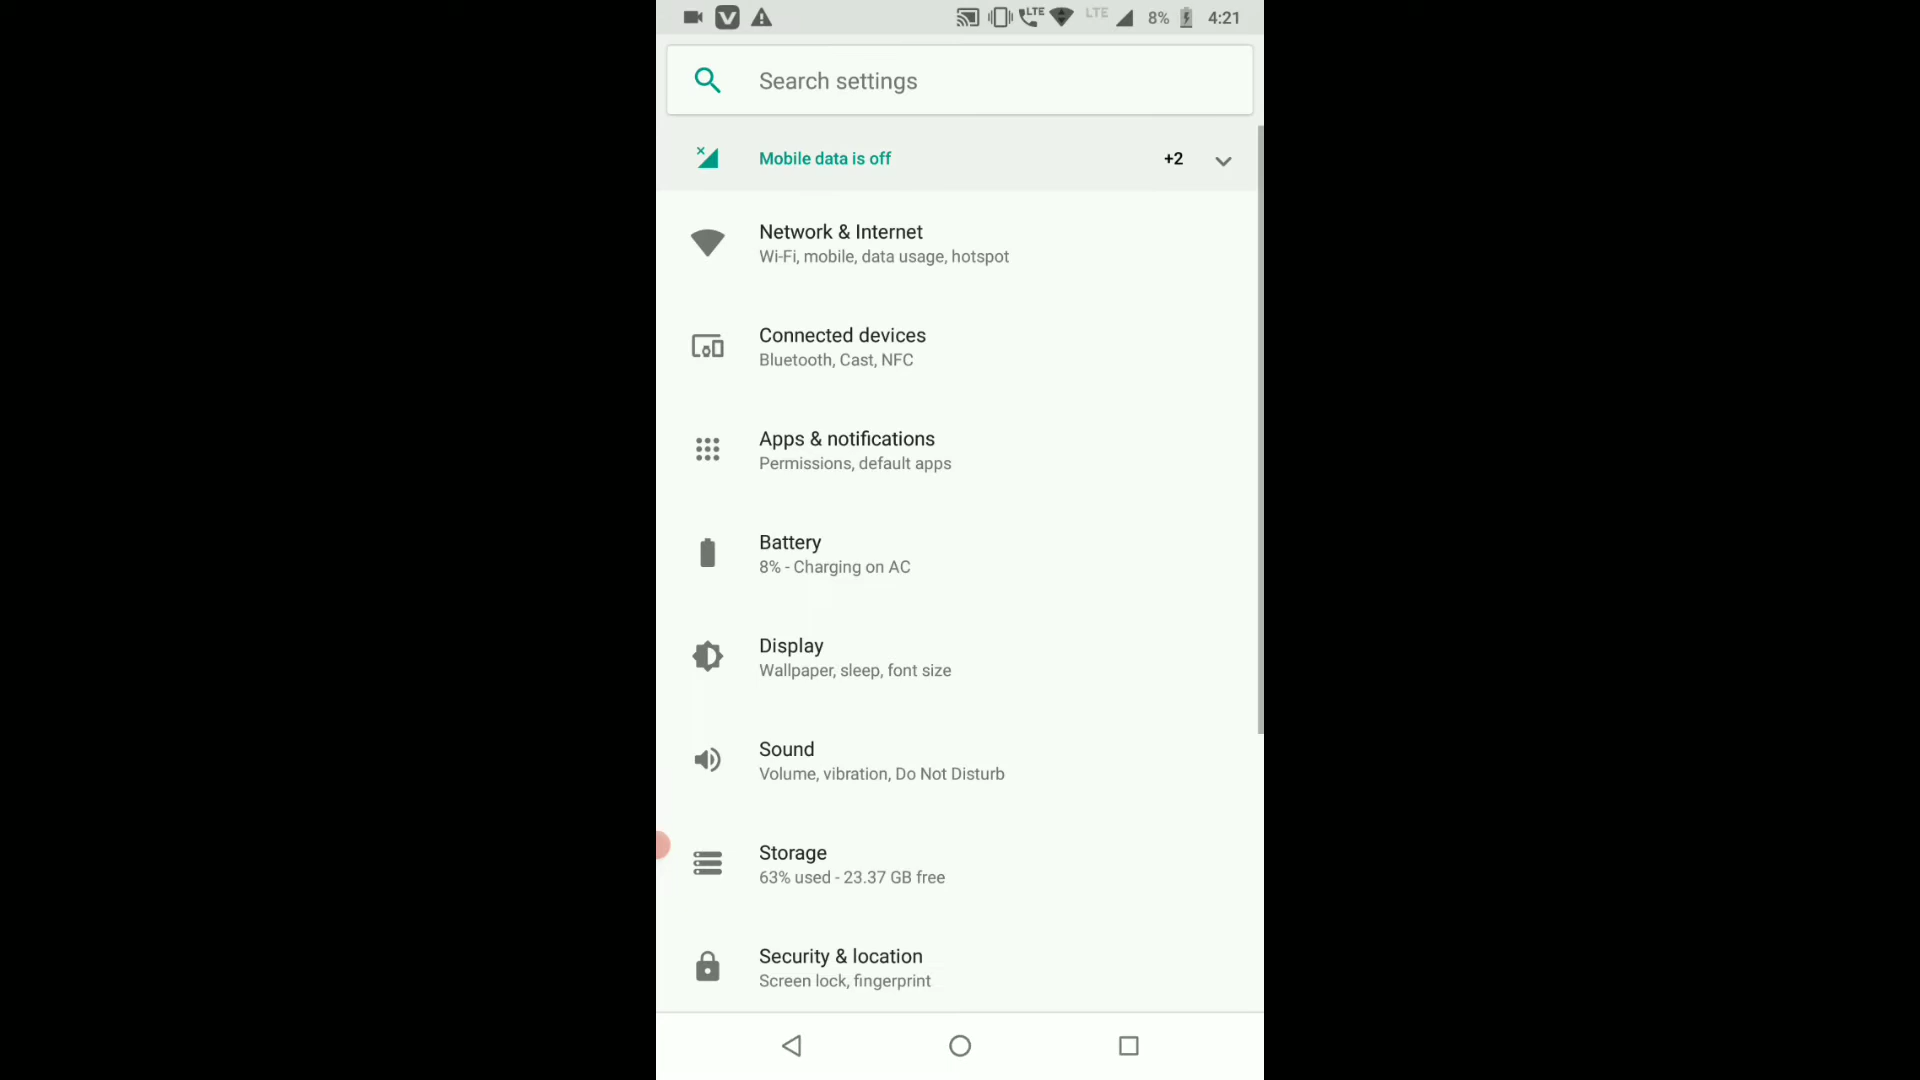 V LTE LTE 8% 4:21
Search settings
Mobile data is off +2
Network & Internet
Wi-Fi, mobile, data usage, hotspot
Connected devices
Bluetooth, Cast, NFC
Apps & notifications
Permissions, default apps
Battery
8% - Charging on AC
Display
Wallpaper, sleep, font size
Sound
Volume, vibration, Do Not Disturb
Storage
63% used - 23.37 GB free
Security & location
Screen lock, fingerprint